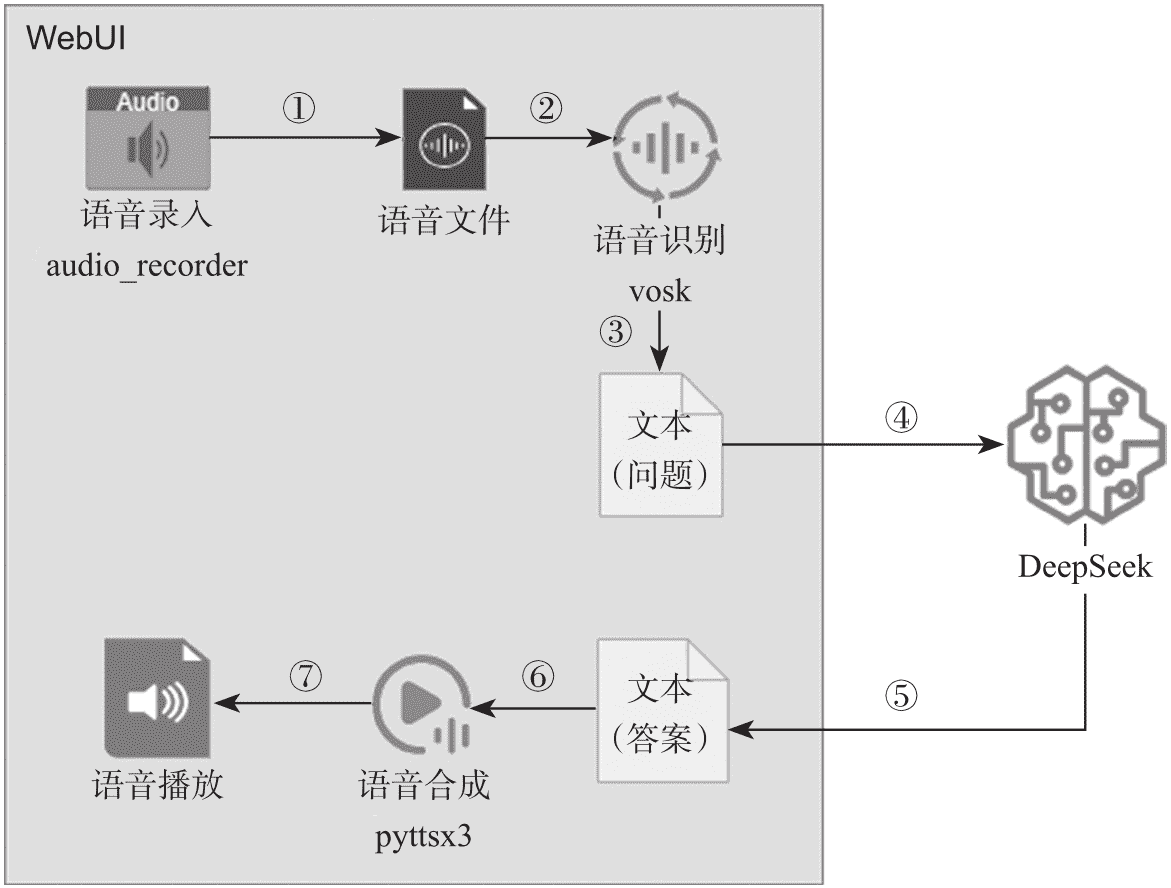 WebUI
Audio
①
②
语音录入
audio_recorder
语音文件
语音识别
vosk
③
文本
（问题）
④
DeepSeek
⑤
文本
（答案）
⑥
⑦
语音合成
pyttsx3
语音播放